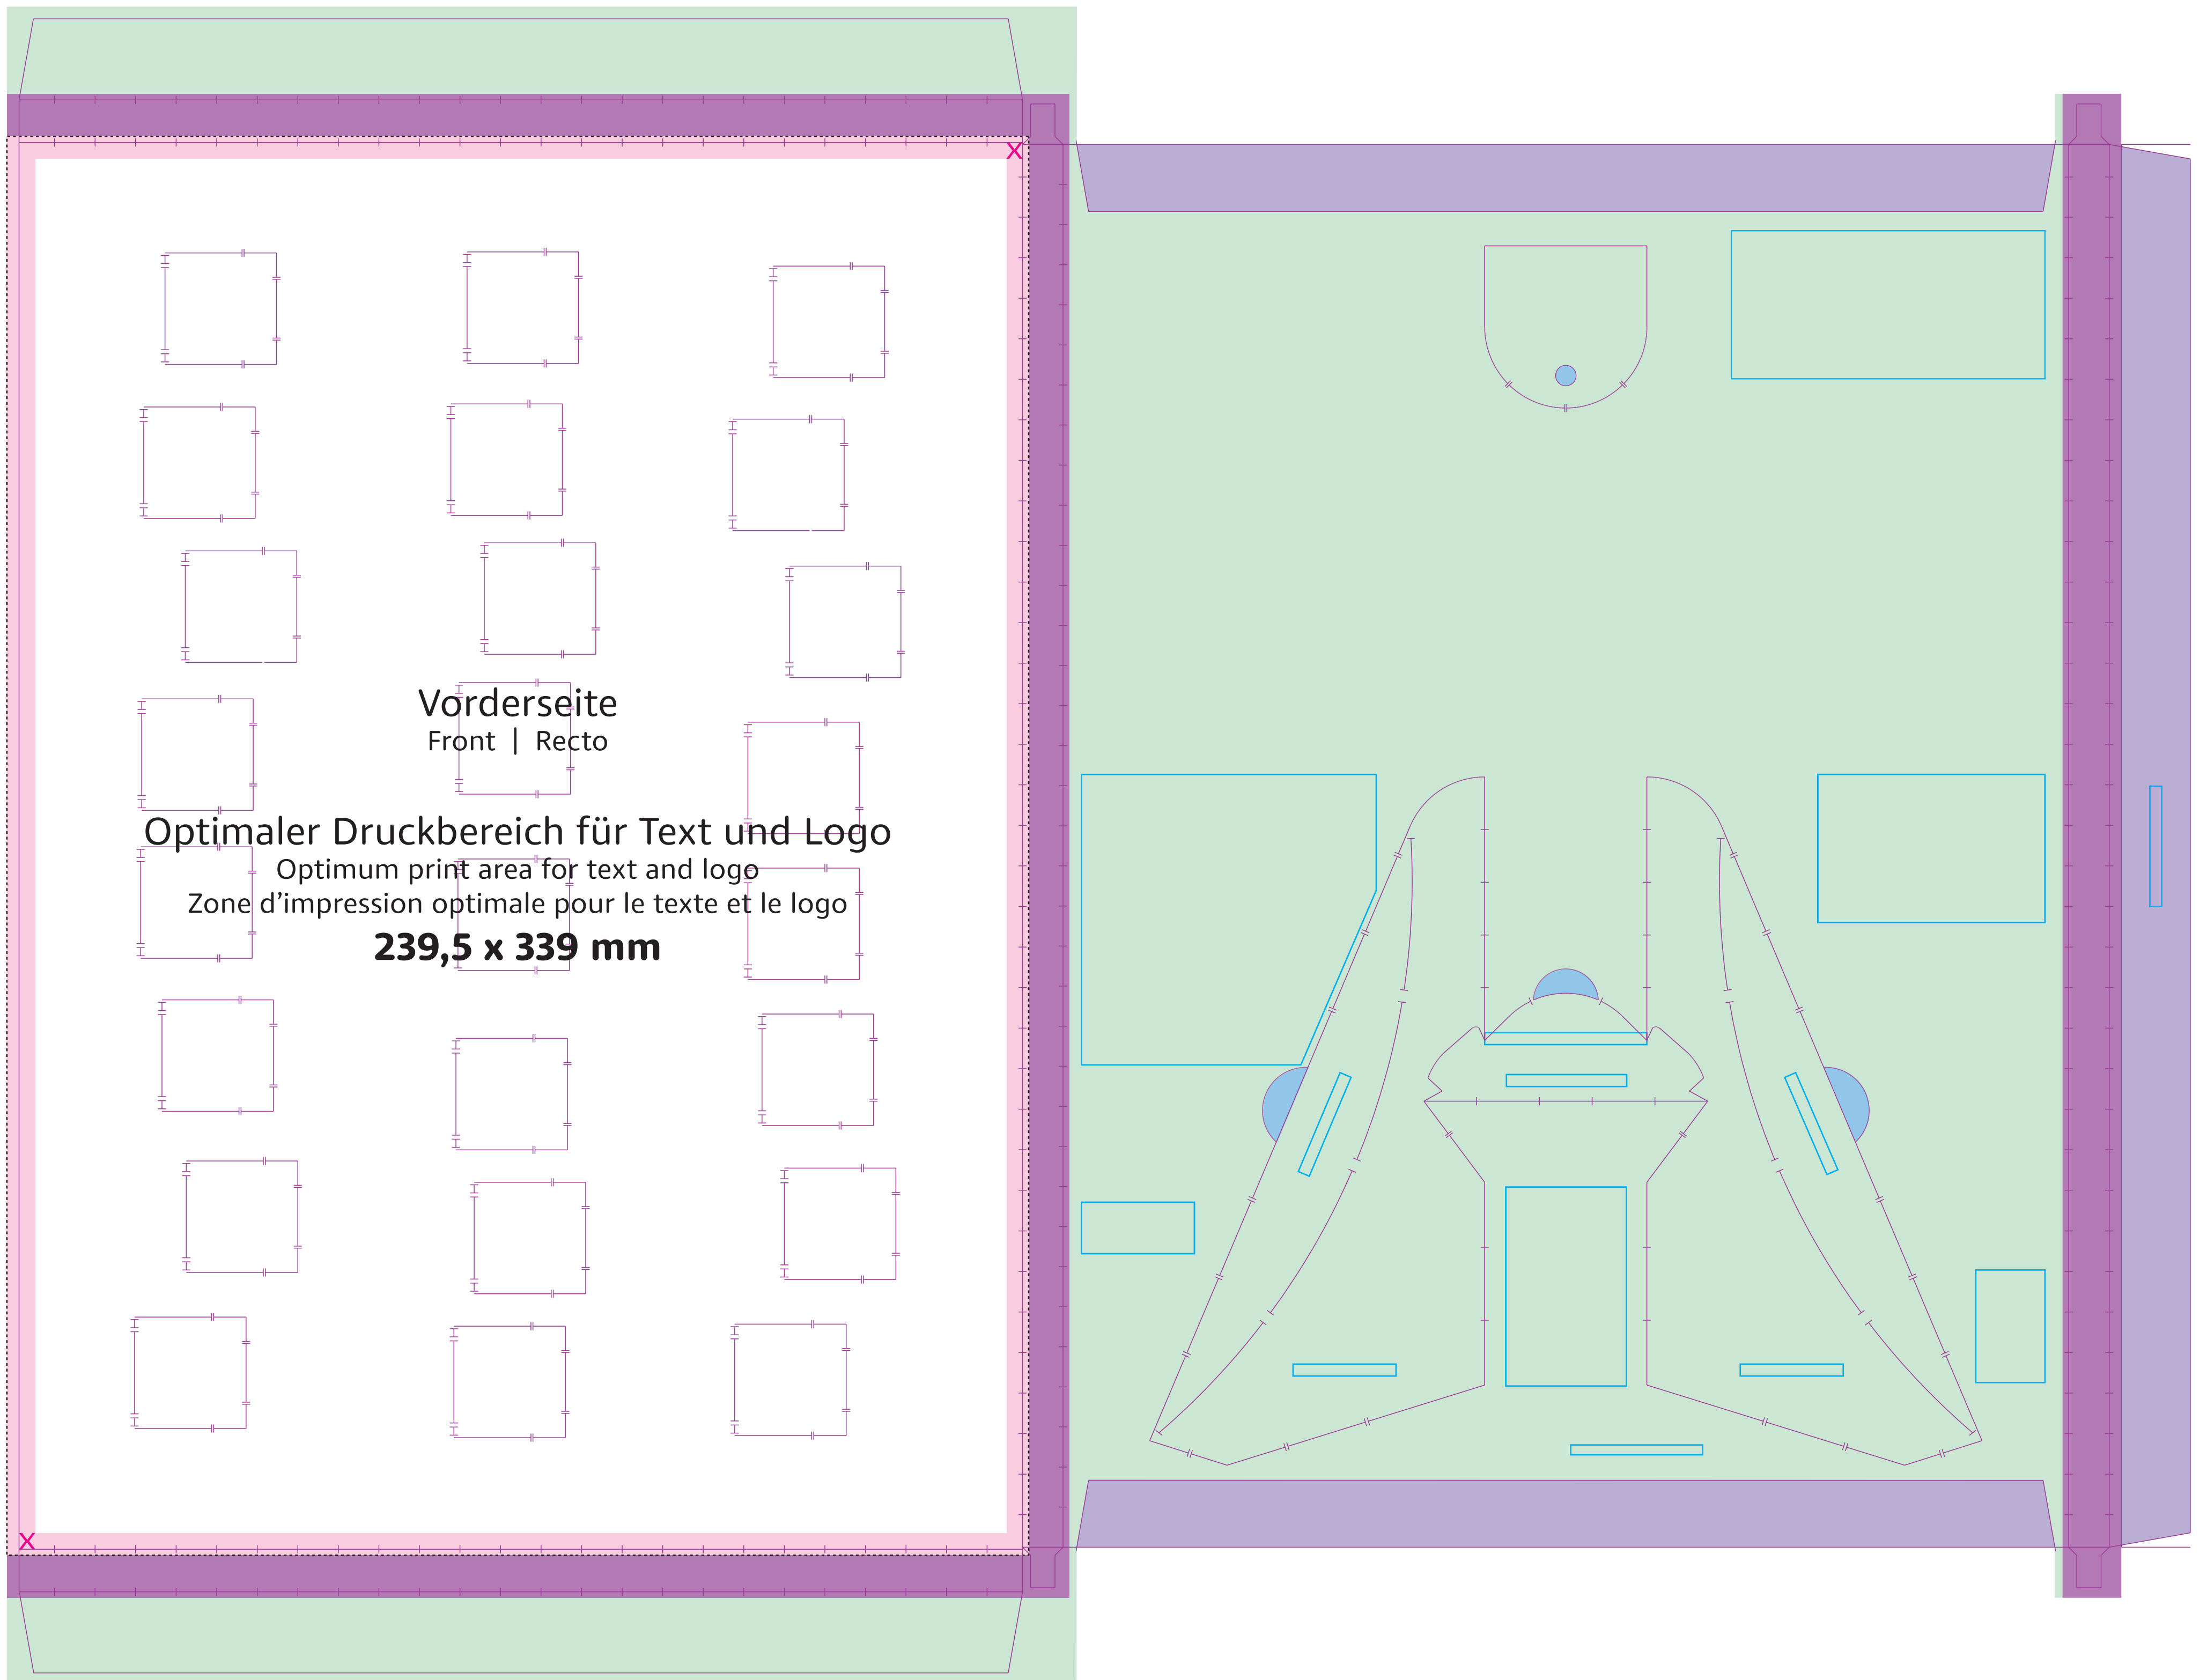 X
Vorderseite
Front | Recto
Optimaler Druckbereich für Text und Logo
Optimum print area for text and logo
Zone d’impression optimale pour le texte et le logo
239,5 x 339 mm
X